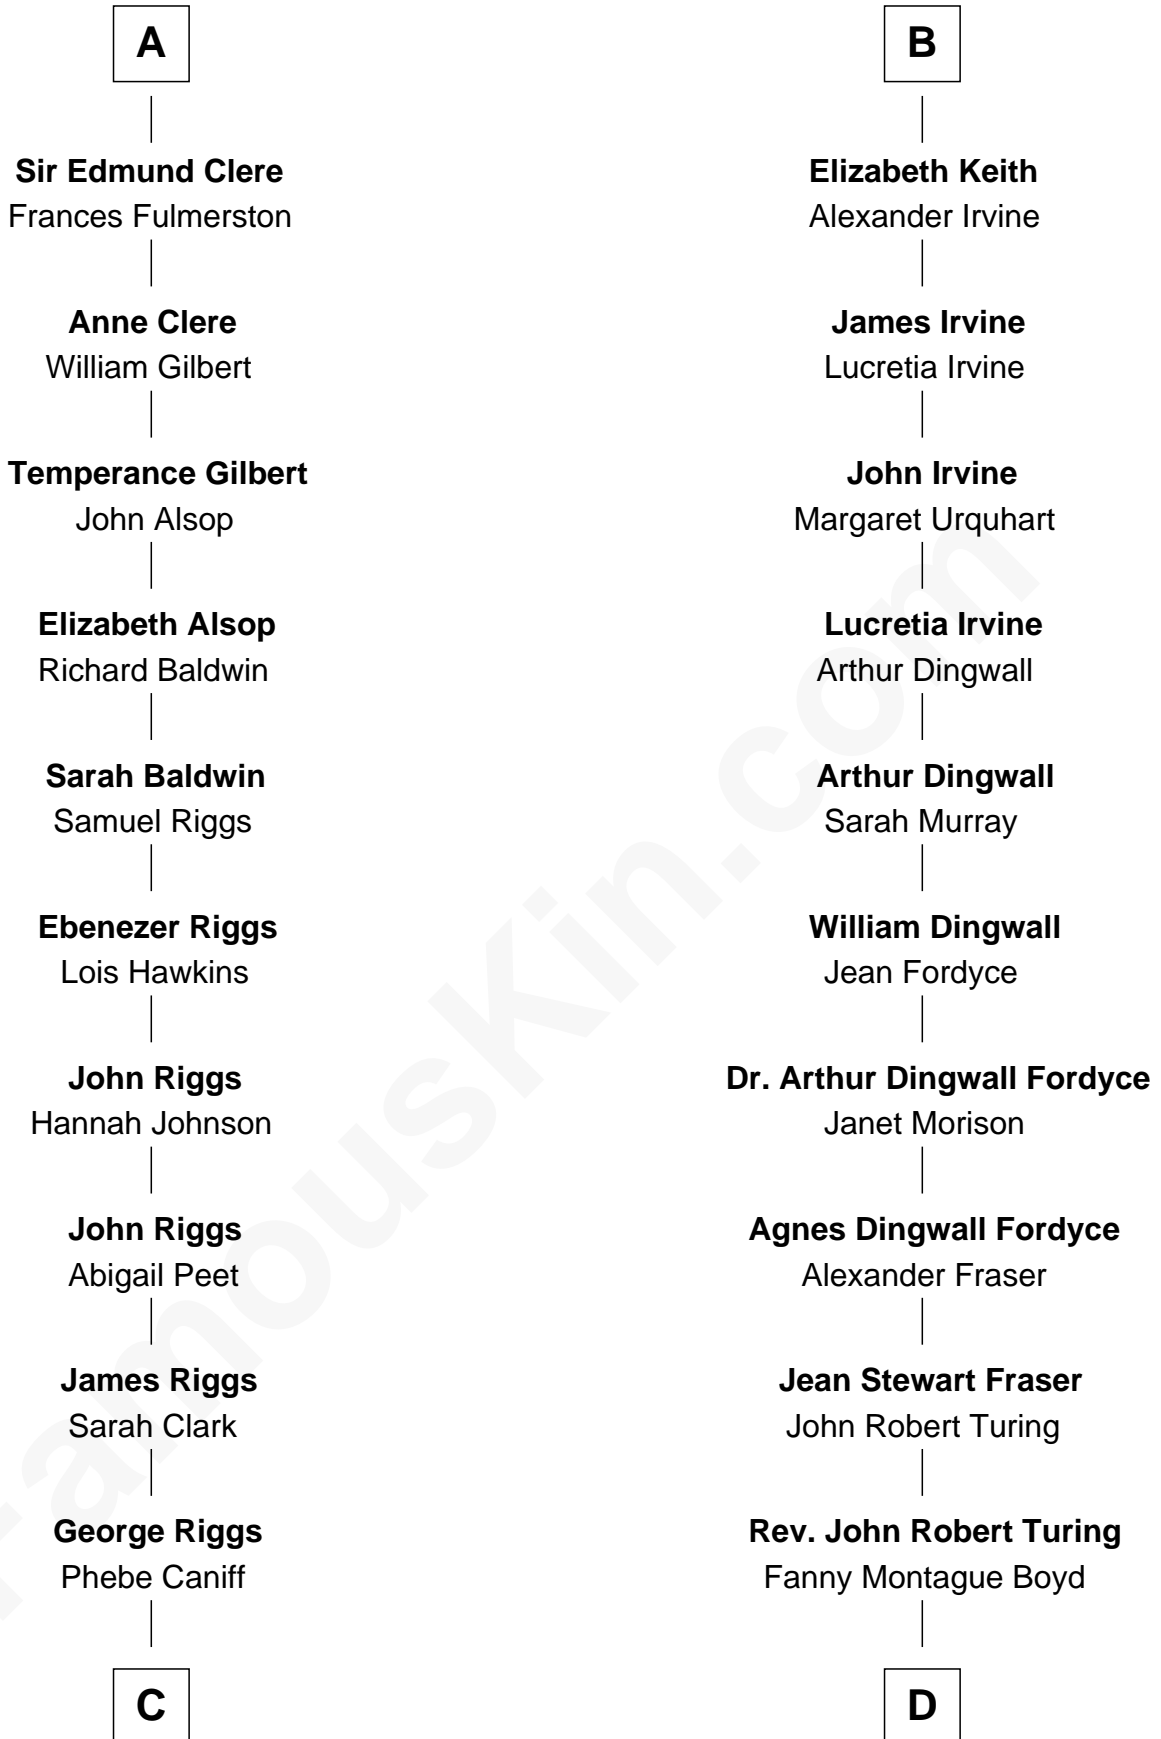 A
Sir Edmund Clere
Frances Fulmerston
Anne Clere
William Gilbert
Temperance Gilbert
John Alsop
Elizabeth Alsop
Richard Baldwin
Sarah Baldwin
Samuel Riggs
Ebenezer Riggs
Lois Hawkins
John Riggs
Hannah Johnson
John Riggs
Abigail Peet
James Riggs
Sarah Clark
George Riggs
Phebe Caniff
C
B
Elizabeth Keith
Alexander Irvine
James Irvine
Lucretia Irvine
John Irvine
Margaret Urquhart
Lucretia Irvine
Arthur Dingwall
Arthur Dingwall
Sarah Murray
William Dingwall
Jean Fordyce
Dr. Arthur Dingwall Fordyce
Janet Morison
Agnes Dingwall Fordyce
Alexander Fraser
Jean Stewart Fraser
John Robert Turing
Rev. John Robert Turing
Fanny Montague Boyd
D
FamousKin.com